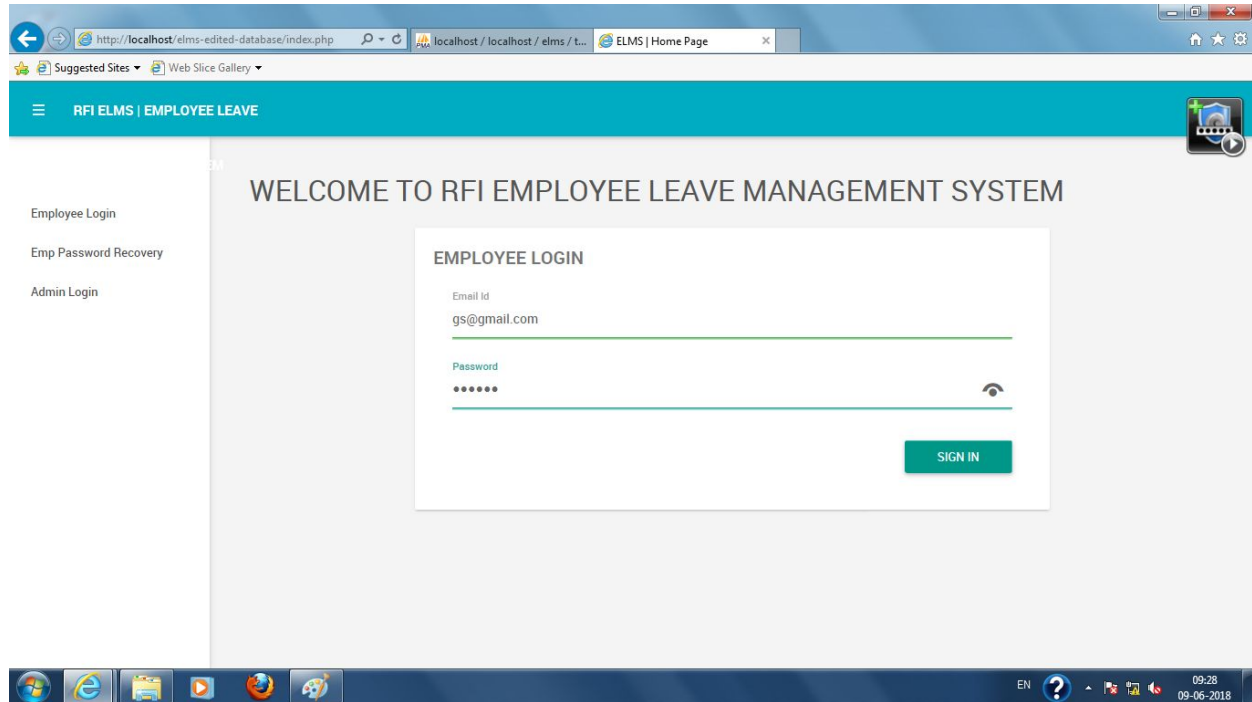 http://localhost/elms-edited-database/index.php
localhost / localhost / elms / t...
ELMS | Home Page
Suggested Sites
Web Slice Gallery
RFI ELMS | EMPLOYEE LEAVE
EM
WELCOME TO RFI EMPLOYEE LEAVE MANAGEMENT SYSTEM
Employee Login
Emp Password Recovery
Admin Login
EMPLOYEE LOGIN
Email Id
gs@gmail.com
Password
••••••
SIGN IN
EN
09:28
09-06-2018